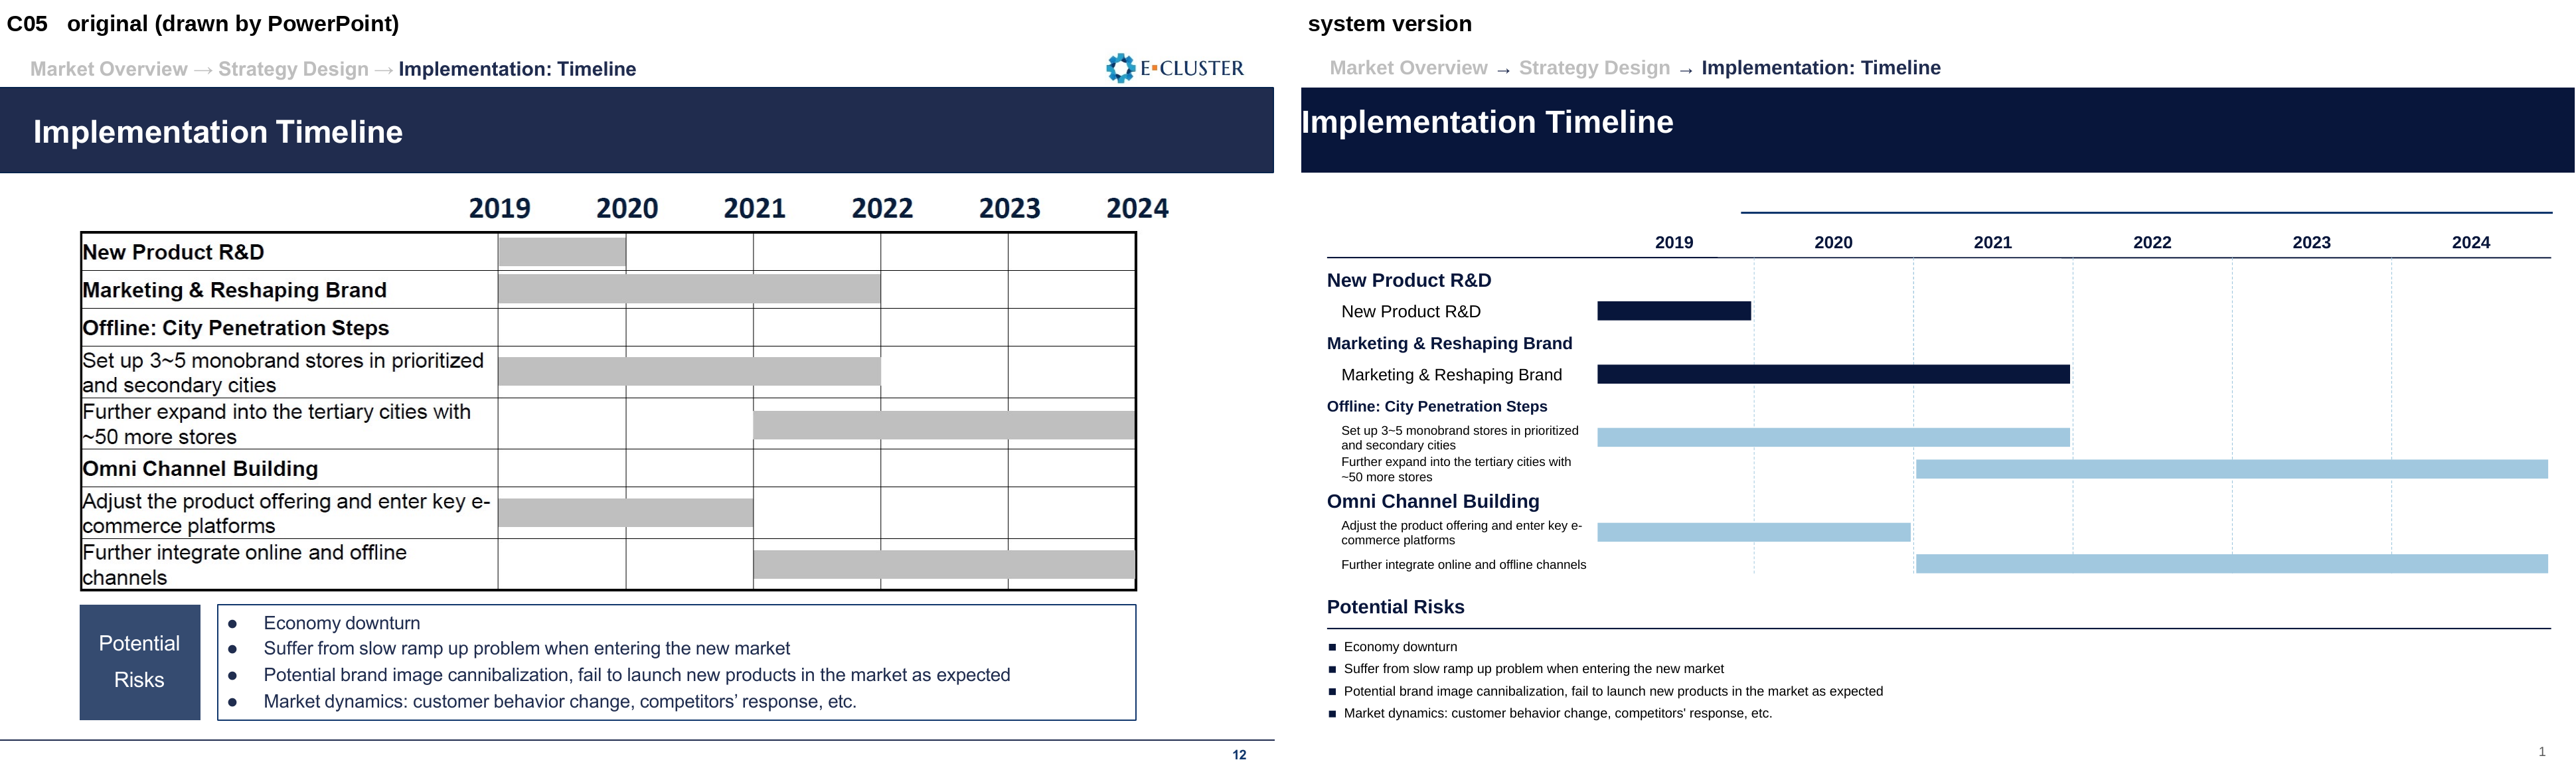 C05 original (drawn by PowerPoint)
Market Overview → Strategy Design → Implementation: Timeline
E·CLUSTER
Implementation Timeline
2019 2020 2021 2022 2023 2024
New Product R&D
Marketing & Reshaping Brand
Offline: City Penetration Steps
Set up 3~5 monobrand stores in prioritized
and secondary cities
Further expand into the tertiary cities with
~50 more stores
Omni Channel Building
Adjust the product offering and enter key e-
commerce platforms
Further integrate online and offline
channels
Potential
Risks
● Economy downturn
● Suffer from slow ramp up problem when entering the new market
● Potential brand image cannibalization, fail to launch new products in the market as expected
● Market dynamics: customer behavior change, competitors’ response, etc.
12
system version
Market Overview → Strategy Design → Implementation: Timeline
Implementation Timeline
2019 2020 2021 2022 2023 2024
New Product R&D
New Product R&D
Marketing & Reshaping Brand
Marketing & Reshaping Brand
Offline: City Penetration Steps
Set up 3~5 monobrand stores in prioritized
and secondary cities
Further expand into the tertiary cities with
~50 more stores
Omni Channel Building
Adjust the product offering and enter key e-
commerce platforms
Further integrate online and offline channels
Potential Risks
■ Economy downturn
■ Suffer from slow ramp up problem when entering the new market
■ Potential brand image cannibalization, fail to launch new products in the market as expected
■ Market dynamics: customer behavior change, competitors' response, etc.
1